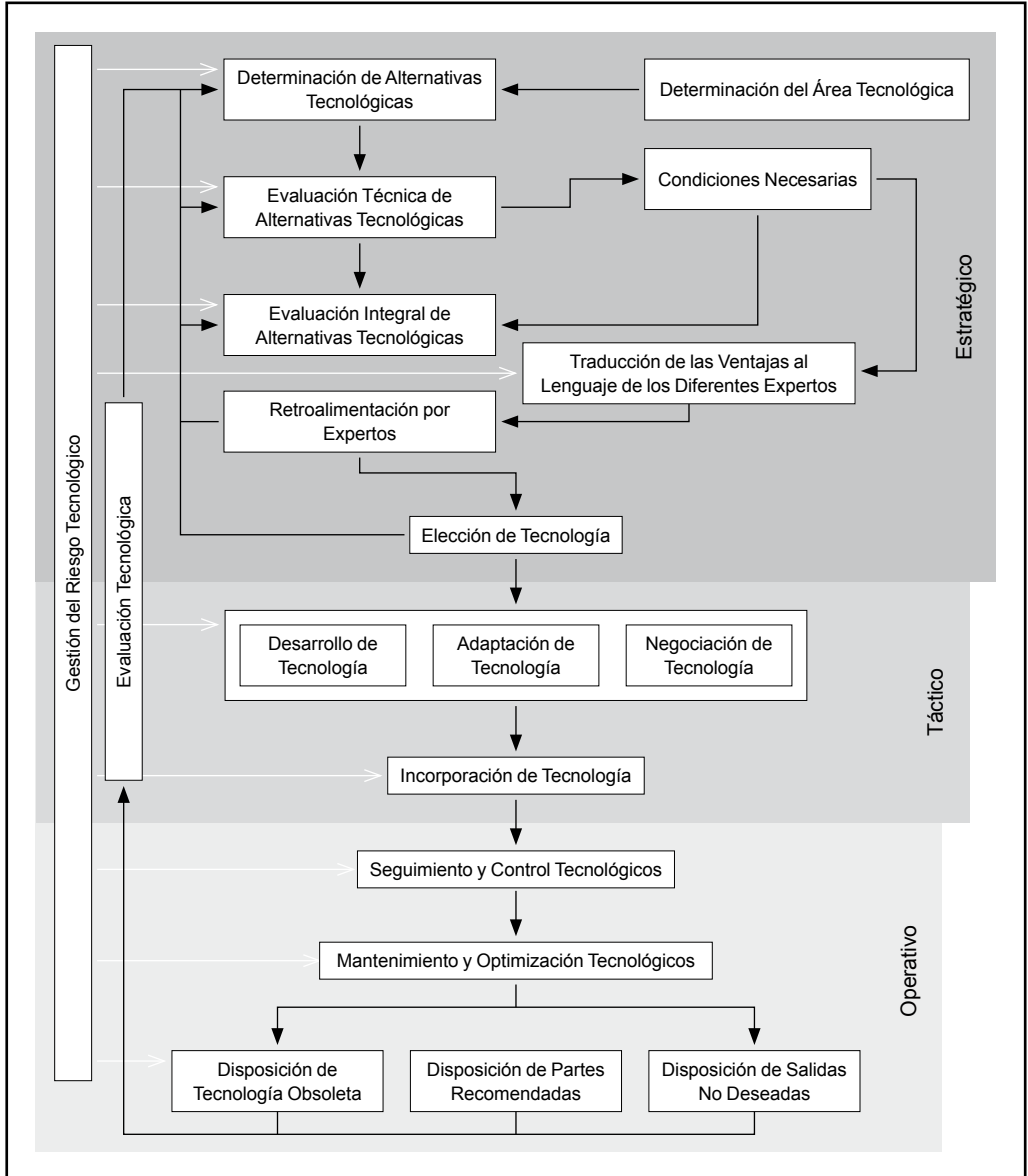 Determinación de Alternativas
Tecnológicas
Determinación del Área Tecnológica
Evaluación Técnica de
Alternativas Tecnológicas
Condiciones Necesarias
Evaluación Integral de
Alternativas Tecnológicas
Traducción de las Ventajas al
Lenguaje de los Diferentes Expertos
Retroalimentación por
Expertos
Elección de Tecnología
Estratégico
Gestión del Riesgo Tecnológico
Evaluación Tecnológica
Desarrollo de
Tecnología
Adaptación de
Tecnología
Negociación de
Tecnología
Incorporación de Tecnología
Táctico
Seguimiento y Control Tecnológicos
Mantenimiento y Optimización Tecnológicos
Disposición de
Tecnología Obsoleta
Disposición de Partes
Recomendadas
Disposición de Salidas
No Deseadas
Operativo